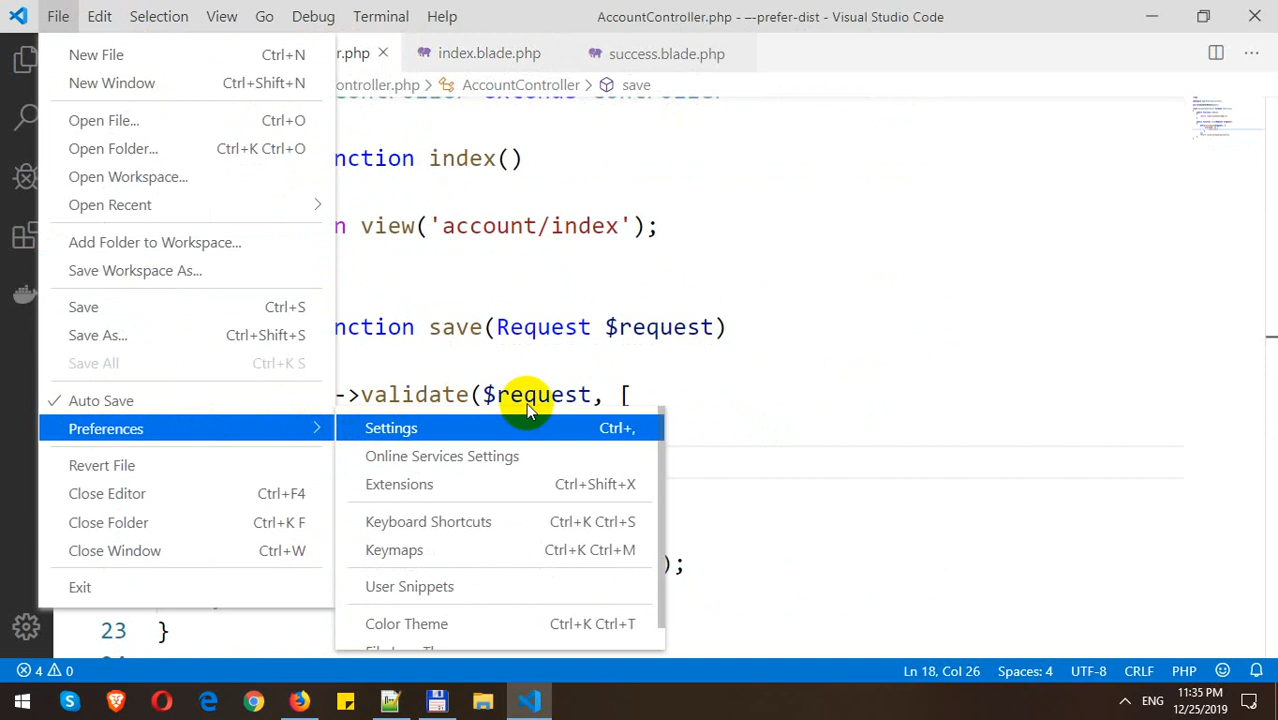 File Edit Selection View Go Debug Terminal Help AccountController.php - —prefer-dist - Visual Studio Code
r.php × index.blade.php success.blade.php
ontroller.php > AccountController > save
New File Ctrl+N
New Window Ctrl+Shift+N
Open File... Ctrl+O
Open Folder... Ctrl+K Ctrl+O
Open Workspace...
Open Recent >
Add Folder to Workspace...
Save Workspace As...
Save Ctrl+S
Save As... Ctrl+Shift+S
Save All Ctrl+K S
✓ Auto Save
Preferences >
Revert File
Close Editor Ctrl+F4
Close Folder Ctrl+K F
Close Window Ctrl+W
Exit
Settings Ctrl+,
Online Services Settings
Extensions Ctrl+Shift+X
Keyboard Shortcuts Ctrl+K Ctrl+S
Keymaps Ctrl+K Ctrl+M
User Snippets
Color Theme Ctrl+K Ctrl+T
nction index()
n view('account/index');
nction save(Request $request)
->validate($request, [
);
23 }
4 0 Ln 18, Col 26 Spaces: 4 UTF-8 CRLF PHP
ENG 11:35 PM
12/25/2019